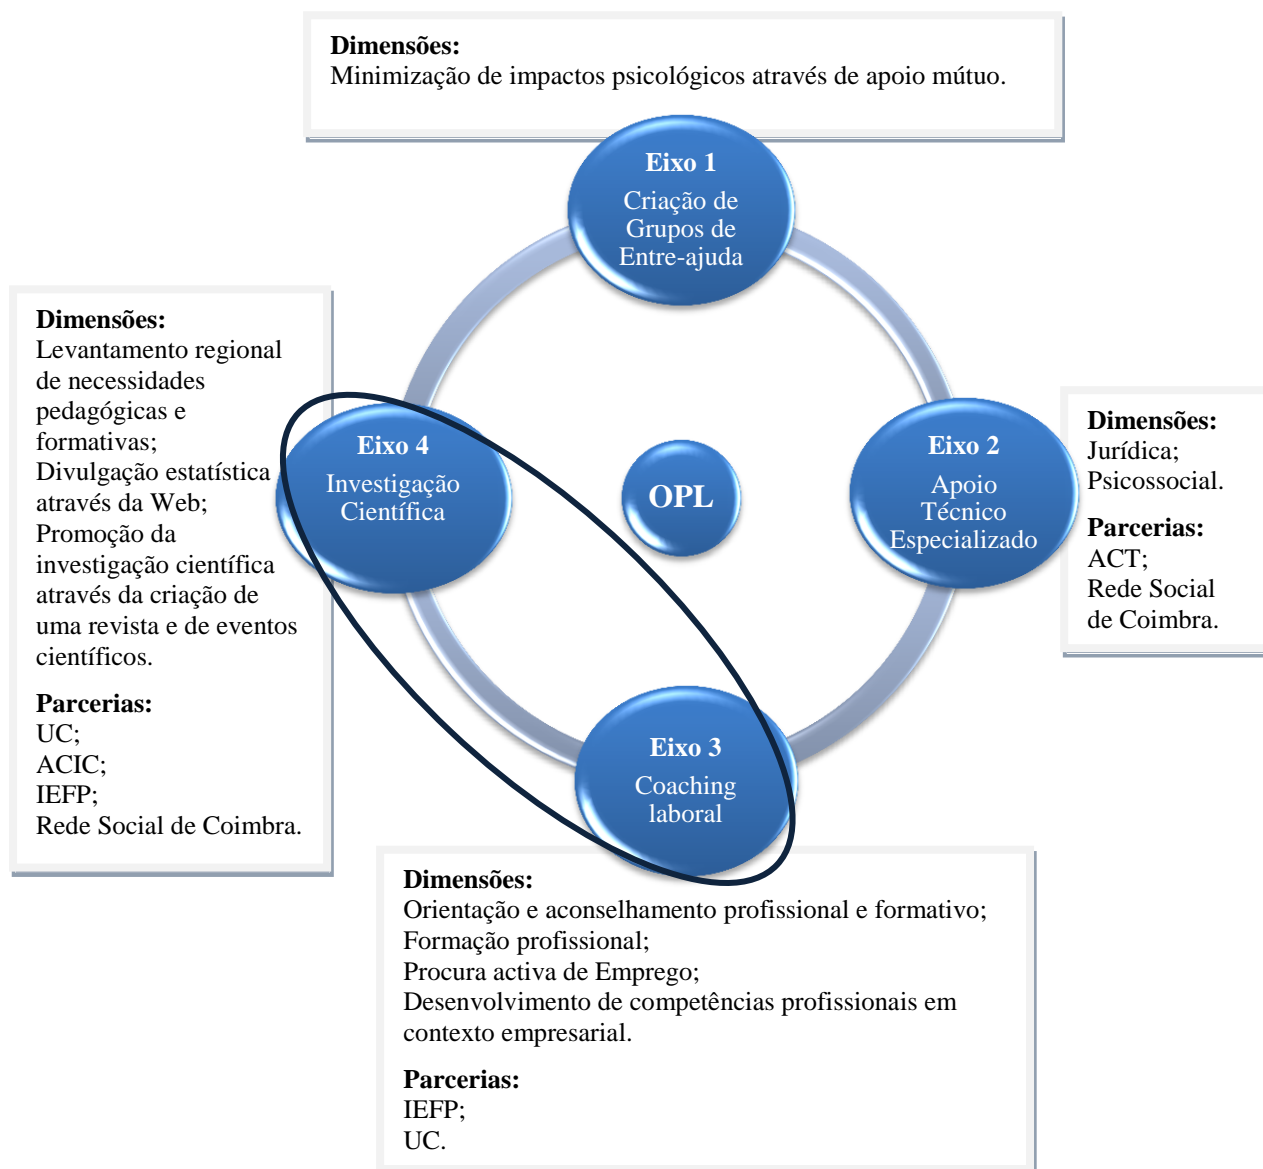 Dimensões:
Minimização de impactos psicológicos através de apoio mútuo.
Eixo 1
Criação de
Grupos de
Entre-ajuda
Dimensões:
Levantamento regional
de necessidades
pedagógicas e
formativas;
Divulgação estatística
através da Web;
Promoção da
investigação científica
através da criação de
uma revista e de eventos
científicos.
Parcerias:
UC;
ACIC;
IEFP;
Rede Social de Coimbra.
Eixo 4
Investigação
Científica
OPL
Eixo 2
Apoio
Técnico
Especializado
Dimensões:
Jurídica;
Psicossocial.
Parcerias:
ACT;
Rede Social
de Coimbra.
Eixo 3
Coaching
laboral
Dimensões:
Orientação e aconselhamento profissional e formativo;
Formação profissional;
Procura activa de Emprego;
Desenvolvimento de competências profissionais em
contexto empresarial.
Parcerias:
IEFP;
UC.